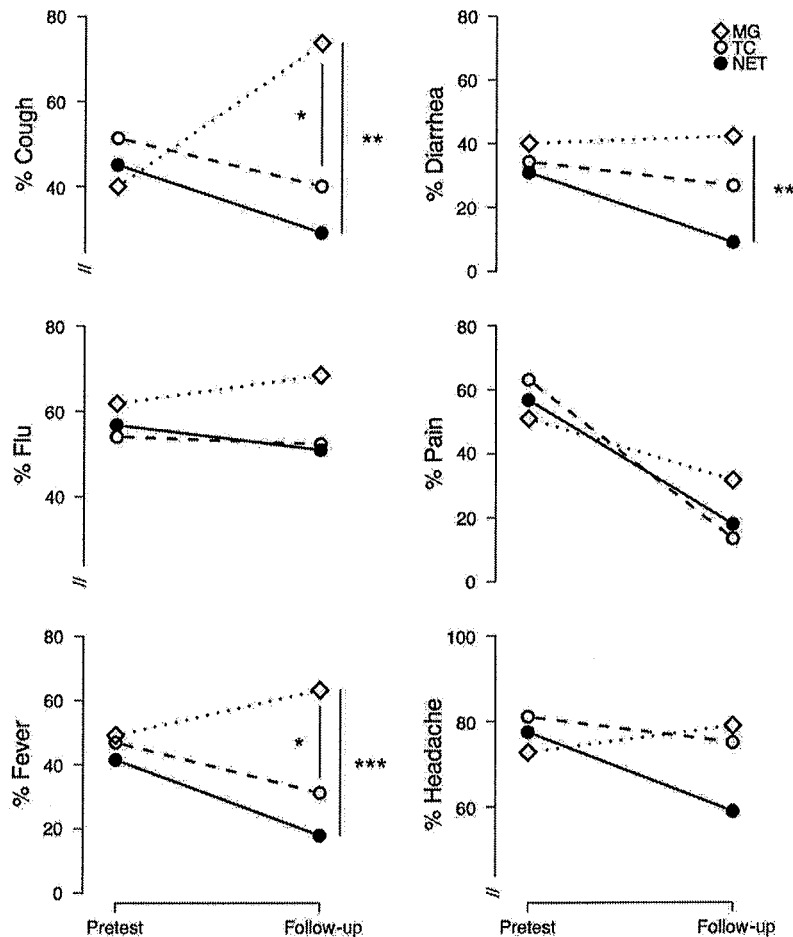 80
60
40
% Cough
*
**
80
60
40
20
0
% Diarrhea
MG
TC
NET
**
80
60
40
% Flu
80
60
40
20
0
% Pain
80
60
40
20
0
% Fever
*
***
Pretest
Follow-up
100
80
60
% Headache
Pretest
Follow-up